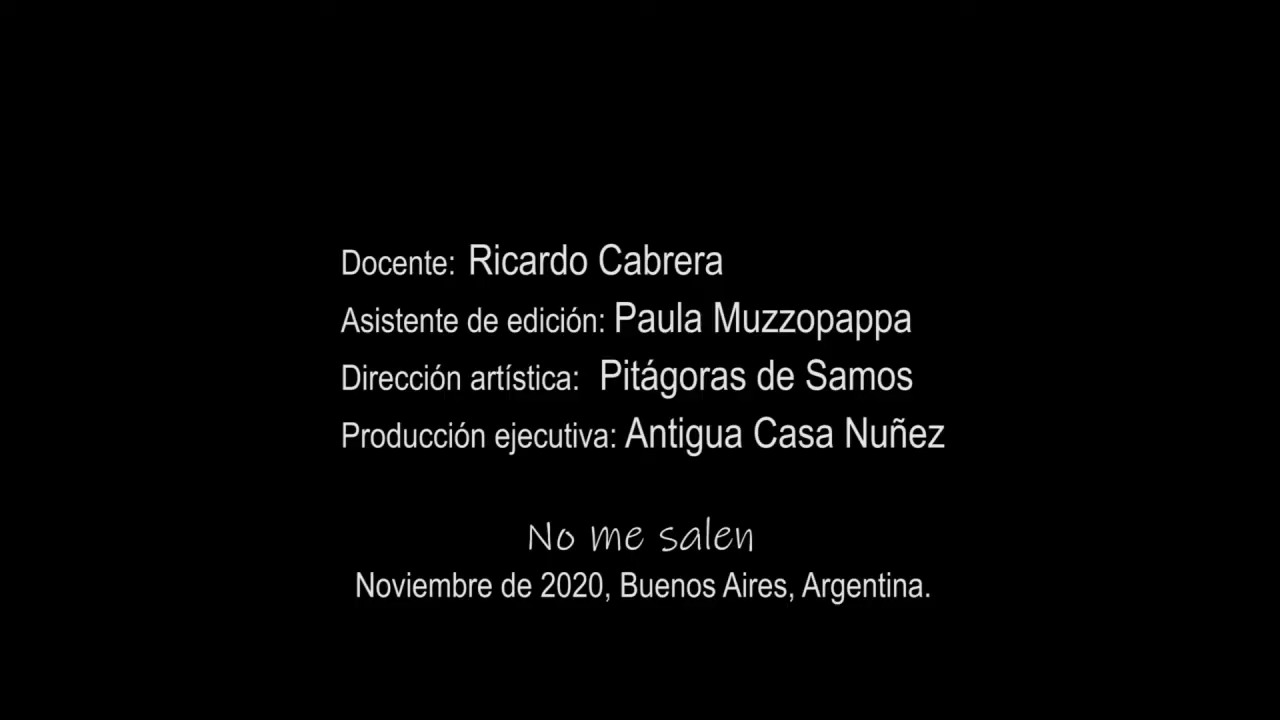 Docente: Ricardo Cabrera
Asistente de edición: Paula Muzzopappa
Dirección artística: Pitágoras de Samos
Producción ejecutiva: Antigua Casa Nuñez
No me salen
Noviembre de 2020, Buenos Aires, Argentina.